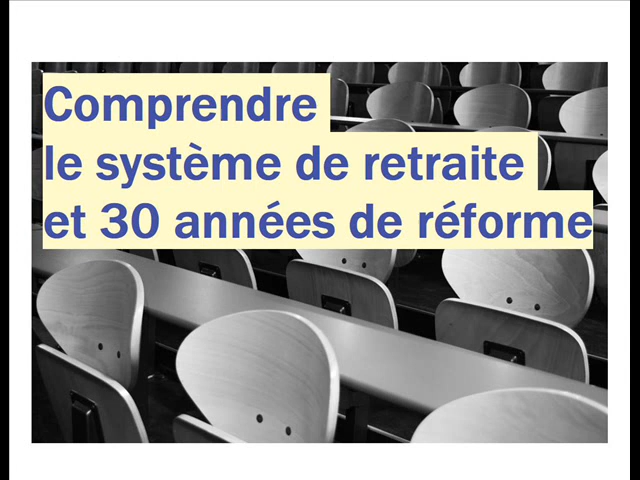 Comprendre
le système de retraite
et 30 années de réforme